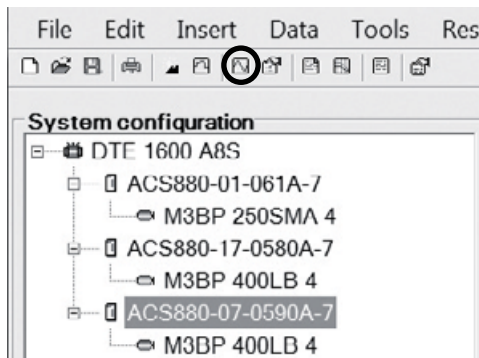 File Edit Insert Data Tools Res
System configuration
DTE 1600 A8S
ACS880-01-061A-7
M3BP 250SMA 4
ACS880-17-0580A-7
M3BP 400LB 4
ACS880-07-0590A-7
M3BP 400LB 4